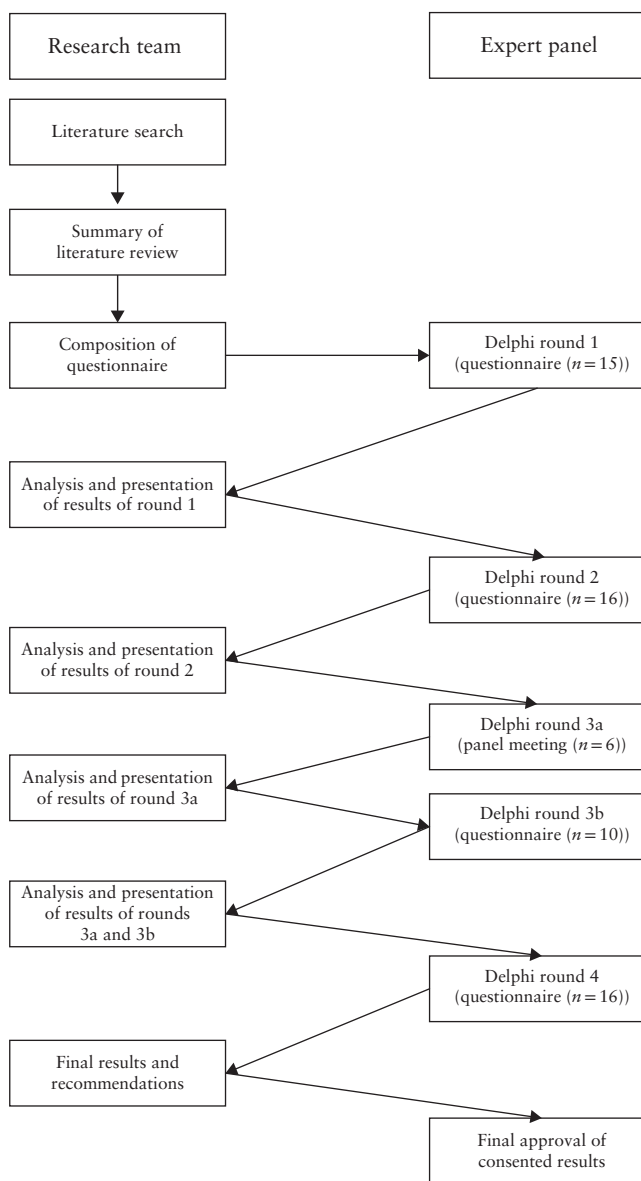 Research team
Expert panel
Literature search
Summary of
literature review
Composition of
questionnaire
Delphi round 1
(questionnaire (n=15))
Analysis and presentation
of results of round 1
Delphi round 2
(questionnaire (n=16))
Analysis and presentation
of results of round 2
Delphi round 3a
(panel meeting (n=6))
Analysis and presentation
of results of round 3a
Delphi round 3b
(questionnaire (n=10))
Analysis and presentation
of results of rounds
3a and 3b
Delphi round 4
(questionnaire (n=16))
Final results and
recommendations
Final approval of
consented results